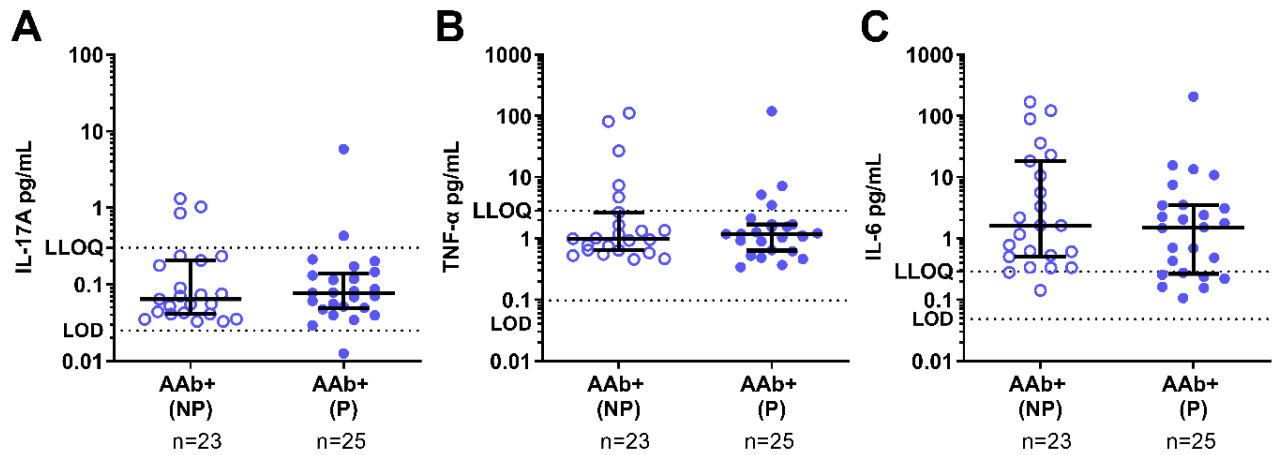 A
IL-17A pg/mL
100
10
1
LLOQ
0.1
LOD
0.01
AAb+
(NP)
n=23
AAb+
(P)
n=25
B
TNF-α pg/mL
1000
100
10
LLOQ
1
0.1
LOD
0.01
AAb+
(NP)
n=23
AAb+
(P)
n=25
C
IL-6 pg/mL
1000
100
10
1
LLOQ
0.1
LOD
0.01
AAb+
(NP)
n=23
AAb+
(P)
n=25